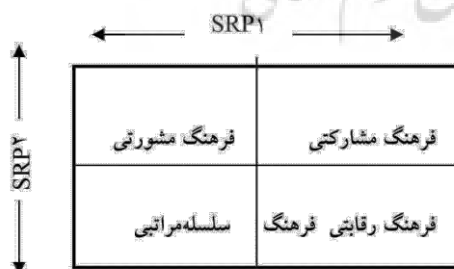 SRP۱
SRP۲
فرهنگ مشارکتی
فرهنگ مشورتی
فرهنگ رقابتی
فرهنگ سلسله‌مراتبی